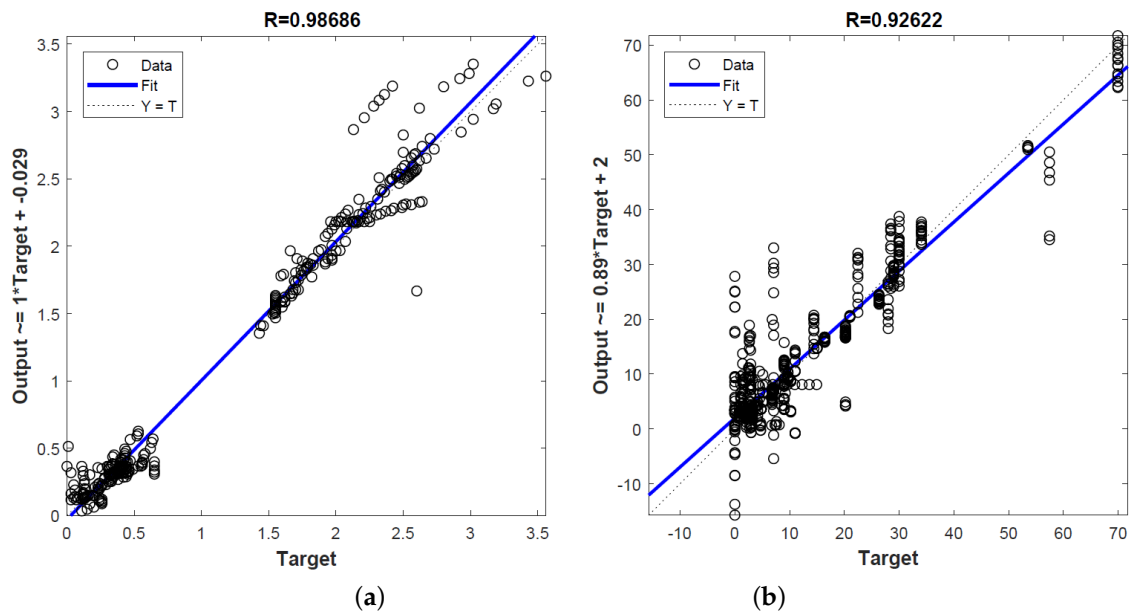 R=0.98686
Output ~= 1*Target + -0.029
3.5
3
2.5
2
1.5
1
0.5
0
Data
Fit
Y = T
0 0.5 1 1.5 2 2.5 3 3.5
Target
(a)
R=0.92622
Output ~= 0.89*Target + 2
70
60
50
40
30
20
10
0
-10
Data
Fit
Y = T
-10 0 10 20 30 40 50 60 70
Target
(b)